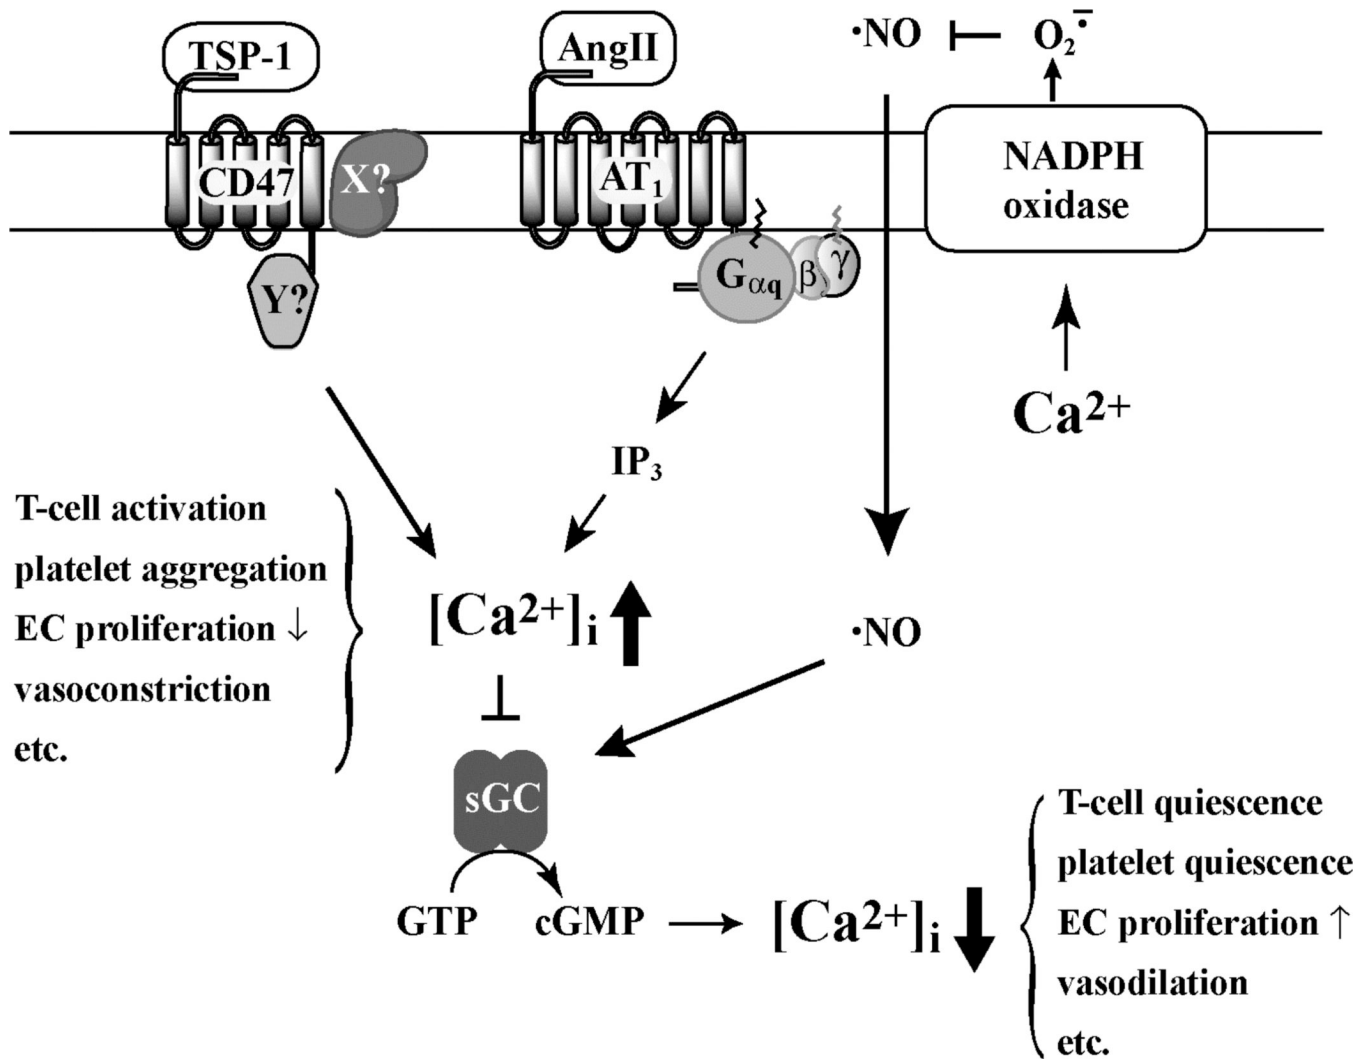 TSP-1
AngII
·NO
O₂·⁻
CD47
X?
AT₁
NADPH
oxidase
Y?
Gαq
β
γ
Ca²⁺
IP₃
T-cell activation
platelet aggregation
EC proliferation ↓
vasoconstriction
etc.
[Ca²⁺]i
·NO
sGC
GTP
cGMP
[Ca²⁺]i
T-cell quiescence
platelet quiescence
EC proliferation ↑
vasodilation
etc.